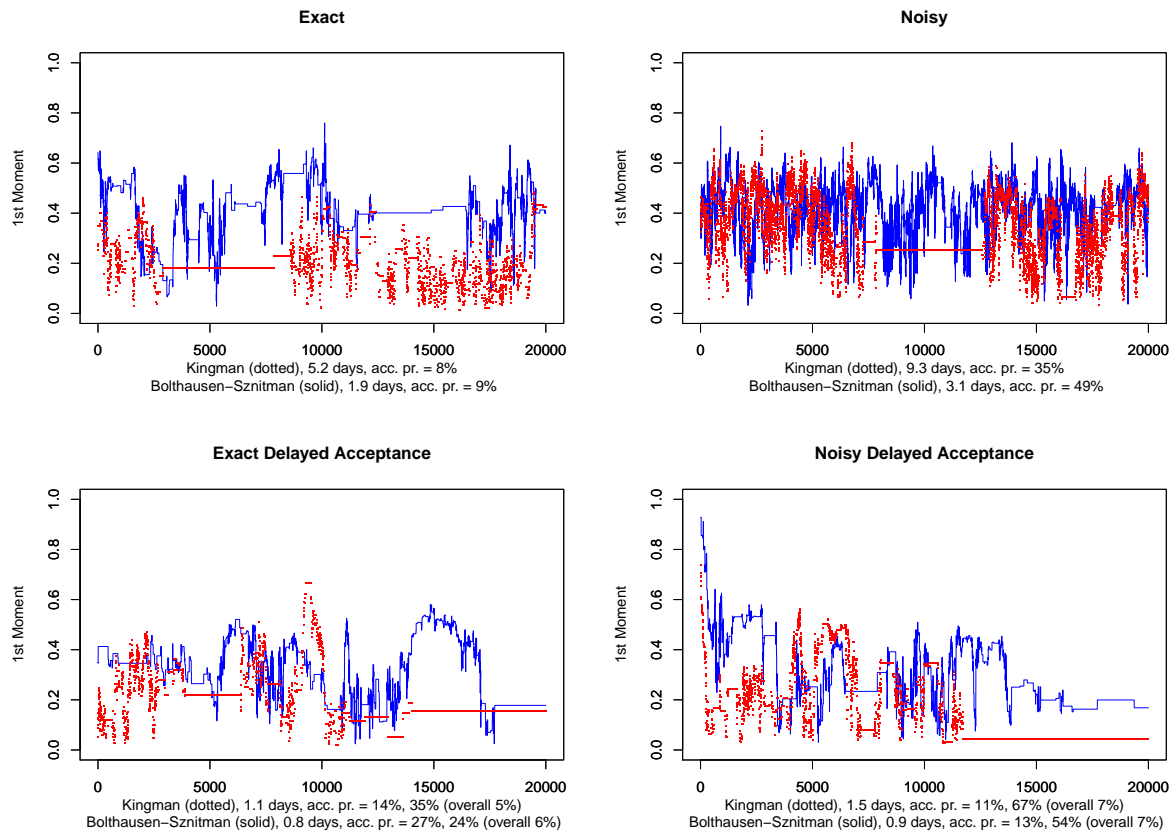 Exact
1st Moment
1.0
0.8
0.6
0.4
0.2
0.0
0 5000 10000 15000 20000
Kingman (dotted), 5.2 days, acc. pr. = 8%
Bolthausen−Sznitman (solid), 1.9 days, acc. pr. = 9%
Noisy
1st Moment
1.0
0.8
0.6
0.4
0.2
0.0
0 5000 10000 15000 20000
Kingman (dotted), 9.3 days, acc. pr. = 35%
Bolthausen−Sznitman (solid), 3.1 days, acc. pr. = 49%
Exact Delayed Acceptance
1st Moment
1.0
0.8
0.6
0.4
0.2
0.0
0 5000 10000 15000 20000
Kingman (dotted), 1.1 days, acc. pr. = 14%, 35% (overall 5%)
Bolthausen−Sznitman (solid), 0.8 days, acc. pr. = 27%, 24% (overall 6%)
Noisy Delayed Acceptance
1st Moment
1.0
0.8
0.6
0.4
0.2
0.0
0 5000 10000 15000 20000
Kingman (dotted), 1.5 days, acc. pr. = 11%, 67% (overall 7%)
Bolthausen−Sznitman (solid), 0.9 days, acc. pr. = 13%, 54% (overall 7%)